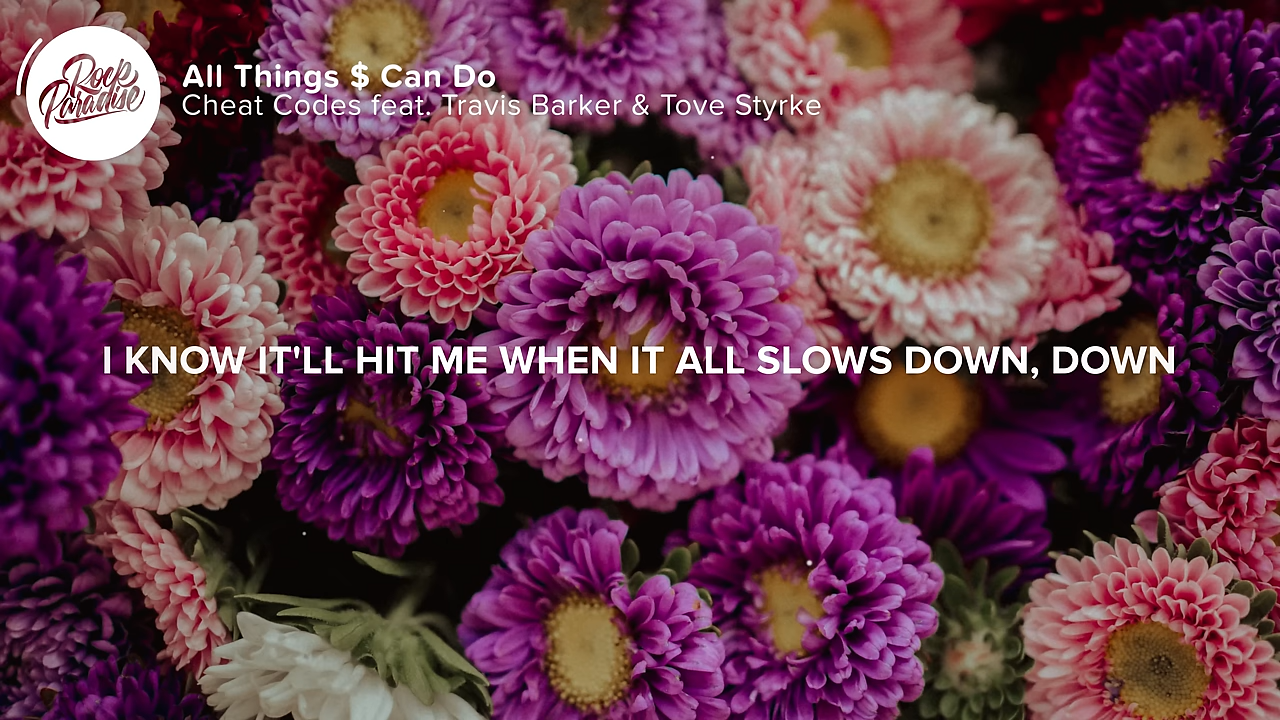 Rock
Paradise
All Things $ Can Do
Cheat Codes feat. Travis Barker & Tove Styrke
I KNOW IT'LL HIT ME WHEN IT ALL SLOWS DOWN, DOWN